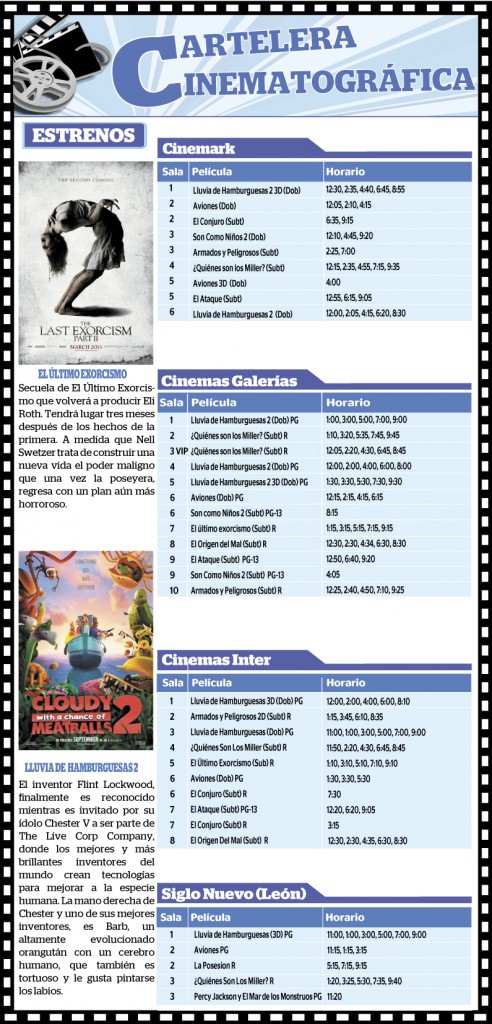 CARTELERA
CINEMATOGRÁFICA
ESTRENOS
THE SECOND COMING
THE
LAST EXORCISM
PART II
MARCH 2013
EL ÚLTIMO EXORCISMO
Secuela de El Último Exorcis-
mo que volverá a producir Eli
Roth. Tendrá lugar tres meses
después de los hechos de la
primera. A medida que Nell
Swetzer trata de construir una
nueva vida el poder maligno
que una vez la poseyera,
regresa con un plan aún más
horroroso.
CLOUDY
with a chance of
MEATBALLS 2
SEPTEMBER
LLUVIA DE HAMBURGUESAS 2
El inventor Flint Lockwood,
finalmente es reconocido
mientras es invitado por su
ídolo Chester V a ser parte de
The Live Corp Company,
donde los mejores y más
brillantes inventores del
mundo crean tecnologías
para mejorar a la especie
humana. La mano derecha de
Chester y uno de sus mejores
inventores, es Barb, un
altamente evolucionado
orangután con un cerebro
humano, que también es
tortuoso y le gusta pintarse
los labios.
Cinemark
Sala Película Horario
1 Lluvia de Hamburguesas 2 3D (Dob) 12:30, 2:35, 4:40, 6:45, 8:55
2 Aviones (Dob) 12:05, 2:10, 4:15
2 El Conjuro (Subt) 6:35, 9:15
3 Son Como Niños 2 (Dob) 12:10, 4:45, 9:20
3 Armados y Peligrosos (Subt) 2:25, 7:00
4 ¿Quiénes son los Miller? (Subt) 12:15, 2:35, 4:55, 7:15, 9:35
5 Aviones 3D (Dob) 4:00
5 El Ataque (Subt) 12:55, 6:15, 9:05
6 Lluvia de Hamburguesas 2 (Dob) 12:00, 2:05, 4:15, 6:20, 8:30
Cinemas Galerías
Sala Película Horario
1 Lluvia de Hamburguesas 2 (Dob) PG 1:00, 3:00, 5:00, 7:00, 9:00
2 ¿Quiénes son los Miller? (Subt) R 1:10, 3:20, 5:35, 7:45, 9:45
3 VIP ¿Quiénes son los Miller? (Subt) R 12:05, 2:20, 4:30, 6:45, 8:45
4 Lluvia de Hamburguesas 2 (Dob) PG 12:00, 2:00, 4:00, 6:00, 8:00
5 Lluvia de Hamburguesas 2 3D (Dob) PG 1:30, 3:30, 5:30, 7:30, 9:30
6 Aviones (Dob) PG 12:15, 2:15, 4:15, 6:15
6 Son como Niños 2 (Subt) PG-13 8:15
7 El último exorcismo (Subt) R 1:15, 3:15, 5:15, 7:15, 9:15
8 El Origen del Mal (Subt) R 12:30, 2:30, 4:34, 6:30, 8:30
9 El Ataque (Subt) PG-13 12:50, 6:40, 9:20
9 Son Como Niños 2 (Subt) PG-13 4:05
10 Armados y Peligrosos (Subt) R 12:25, 2:40, 4:50, 7:10, 9:25
Cinemas Inter
Sala Película Horario
1 Lluvia de Hamburguesas 3D (Dob) PG 12:00, 2:00, 4:00, 6:00, 8:10
2 Armados y Peligrosos 2D (Subt) R 1:15, 3:45, 6:10, 8:35
3 Lluvia de Hamburguesas (Dob) PG 11:00, 1:00, 3:00, 5:00, 7:00, 9:00
4 ¿Quiénes Son Los Miller (Subt) R 11:50, 2:20, 4:30, 6:45, 8:45
5 El Último Exorcismo (Sub) R 1:10, 3:10, 5:10, 7:10, 9:10
6 Aviones (Dob) PG 1:30, 3:30, 5:30
6 El Conjuro (Subt) R 7:30
7 El Ataque (Subt) PG-13 12:20, 6:20, 9:05
7 El Conjuro (Subt) R 3:15
8 El Origen Del Mal (Subt) R 12:30, 2:30, 4:35, 6:30, 8:30
Siglo Nuevo (León)
Sala Película Horario
1 Lluvia de Hamburguesas (3D) PG 11:00, 1:00, 3:00, 5:00, 7:00, 9:00
2 Aviones PG 11:15, 1:15, 3:15
2 La Posesion R 5:15, 7:15, 9:15
3 ¿Quiénes Son Los Miller? R 1:20, 3:25, 5:30, 7:35, 9:40
3 Percy Jackson y El Mar de los Monstruos PG 11:20